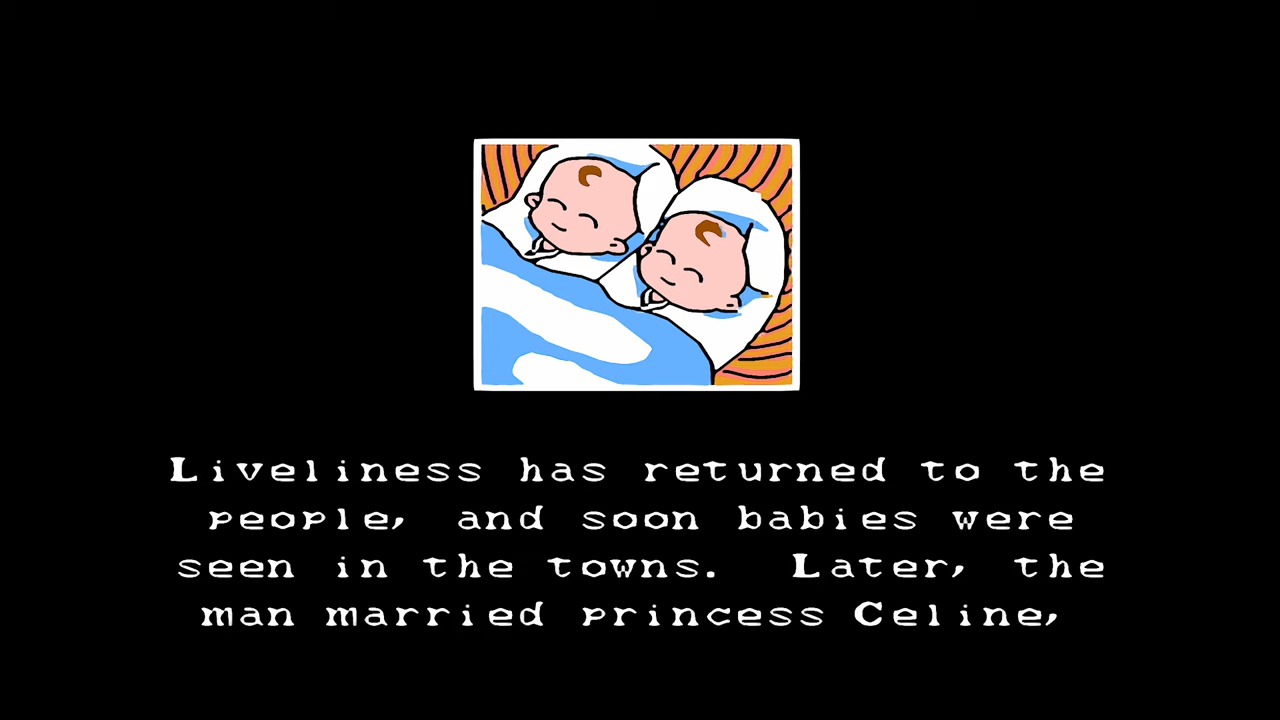 Liveliness has returned to the
people, and soon babies were
seen in the towns.  Later, the
man married princess Celine,